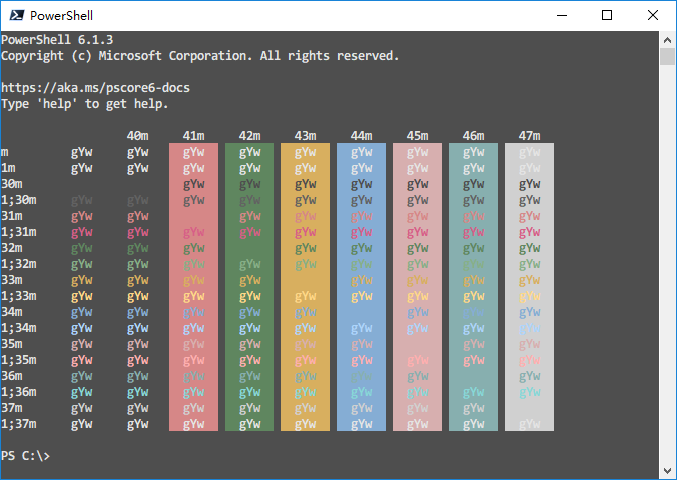 PowerShell
PowerShell 6.1.3
Copyright (c) Microsoft Corporation. All rights reserved.
https://aka.ms/pscore6-docs
Type 'help' to get help.
40m 41m 42m 43m 44m 45m 46m 47m
m gYw gYw gYw gYw gYw gYw gYw gYw gYw
1m gYw gYw gYw gYw gYw gYw gYw gYw gYw
30m gYw gYw gYw gYw gYw gYw gYw
1;30m gYw gYw gYw gYw gYw gYw gYw gYw gYw
31m gYw gYw gYw gYw gYw gYw gYw gYw
1;31m gYw gYw gYw gYw gYw gYw gYw gYw gYw
32m gYw gYw gYw gYw gYw gYw gYw gYw
1;32m gYw gYw gYw gYw gYw gYw gYw gYw gYw
33m gYw gYw gYw gYw gYw gYw gYw gYw
1;33m gYw gYw gYw gYw gYw gYw gYw gYw gYw
34m gYw gYw gYw gYw gYw gYw gYw gYw
1;34m gYw gYw gYw gYw gYw gYw gYw gYw gYw
35m gYw gYw gYw gYw gYw gYw gYw gYw
1;35m gYw gYw gYw gYw gYw gYw gYw gYw gYw
36m gYw gYw gYw gYw gYw gYw gYw gYw
1;36m gYw gYw gYw gYw gYw gYw gYw gYw gYw
37m gYw gYw gYw gYw gYw gYw gYw gYw
1;37m gYw gYw gYw gYw gYw gYw gYw gYw gYw
PS C:\>